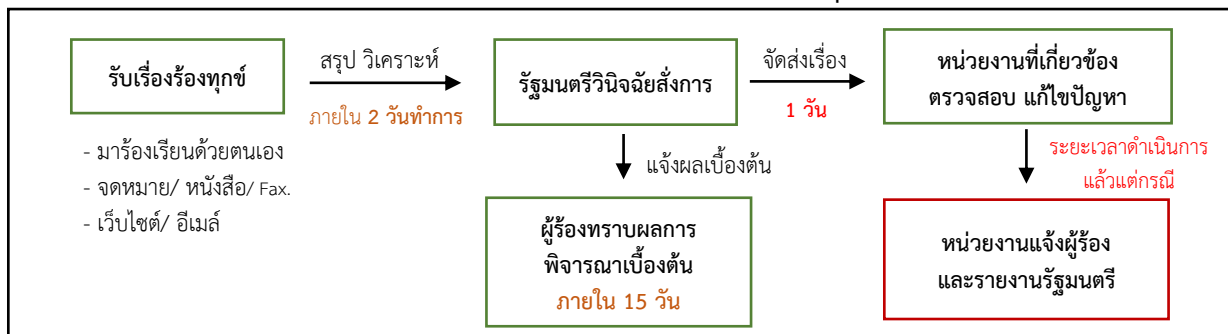 รับเรื่องร้องทุกข์
- มาร้องเรียนด้วยตนเอง
- จดหมาย/ หนังสือ/ Fax.
- เว็บไซต์/ อีเมล์
สรุป วิเคราะห์
ภายใน 2 วันทำการ
รัฐมนตรีวินิจฉัยสั่งการ
แจ้งผลเบื้องต้น
ผู้ร้องทราบผลการ
พิจารณาเบื้องต้น
ภายใน 15 วัน
จัดส่งเรื่อง
1 วัน
หน่วยงานที่เกี่ยวข้อง
ตรวจสอบ แก้ไขปัญหา
ระยะเวลาดำเนินการ
แล้วแต่กรณี
หน่วยงานแจ้งผู้ร้อง
และรายงานรัฐมนตรี